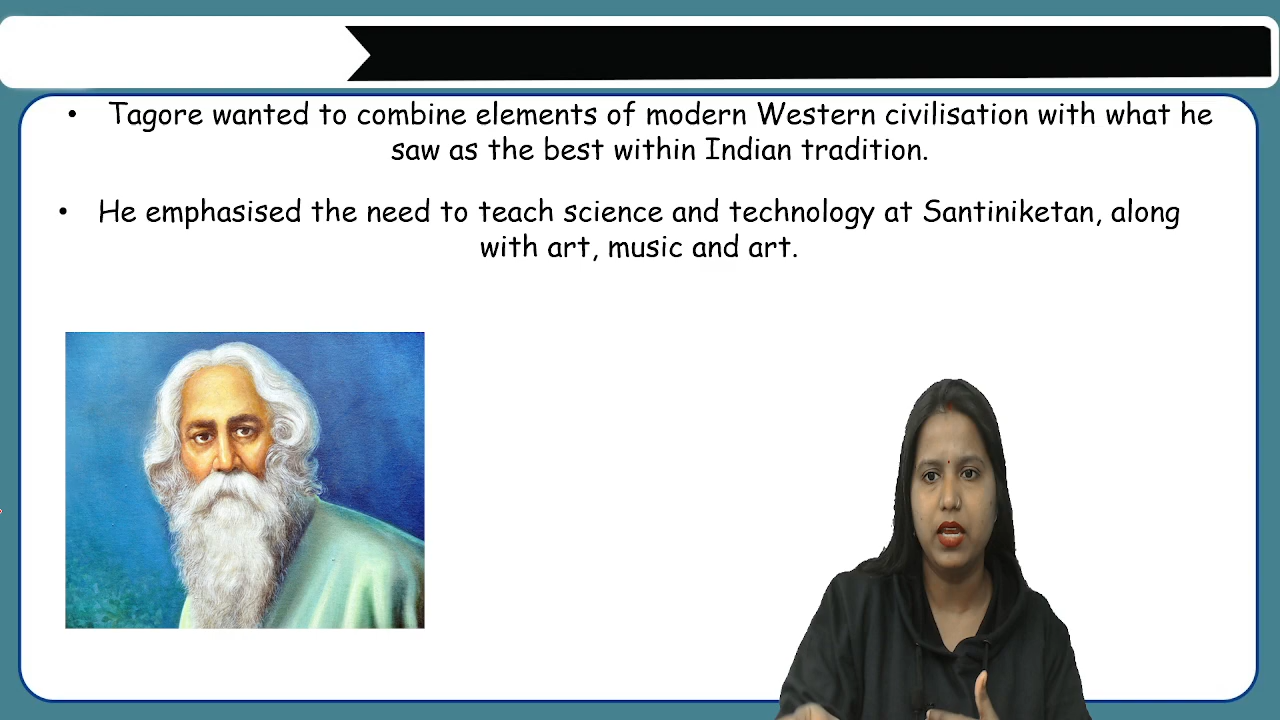 • Tagore wanted to combine elements of modern Western civilisation with what he
saw as the best within Indian tradition.
• He emphasised the need to teach science and technology at Santiniketan, along
with art, music and art.